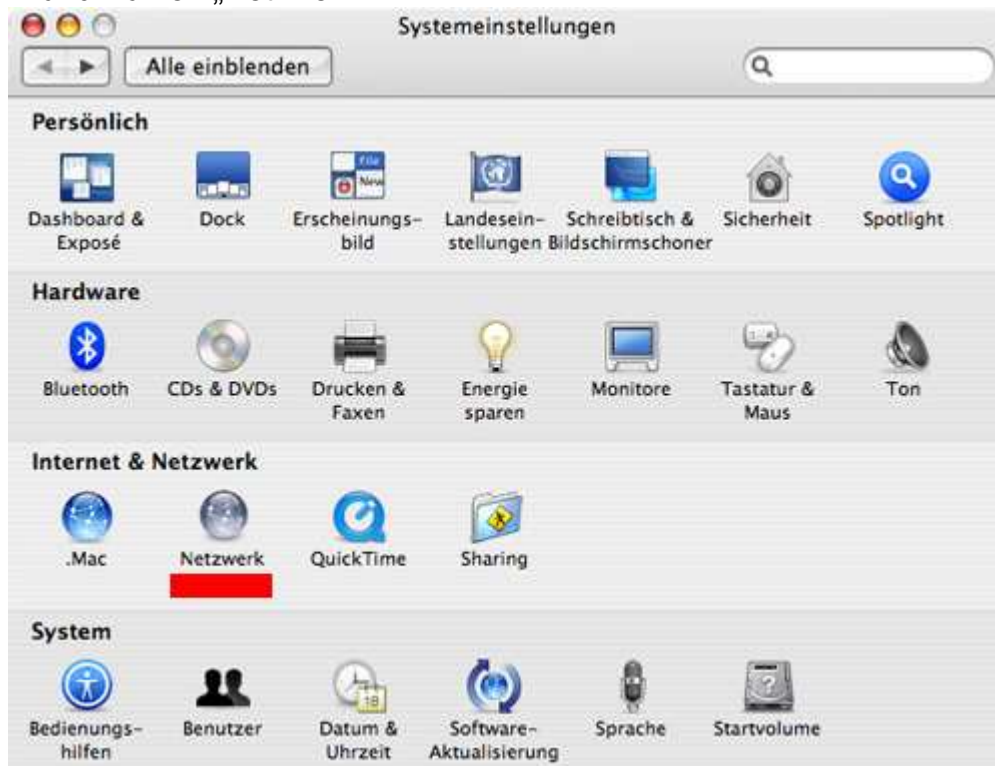 Systemeinstellungen
Alle einblenden
Persönlich
Dashboard & Exposé
Dock
Erscheinungs-
bild
Landesein-
stellungen
Schreibtisch &
Bildschirmschoner
Sicherheit
Spotlight
Hardware
Bluetooth
CDs & DVDs
Drucken &
Faxen
Energie
sparen
Monitore
Tastatur &
Maus
Ton
Internet & Netzwerk
.Mac
Netzwerk
QuickTime
Sharing
System
Bedienungs-
hilfen
Benutzer
Datum &
Uhrzeit
Software-
Aktualisierung
Sprache
Startvolume